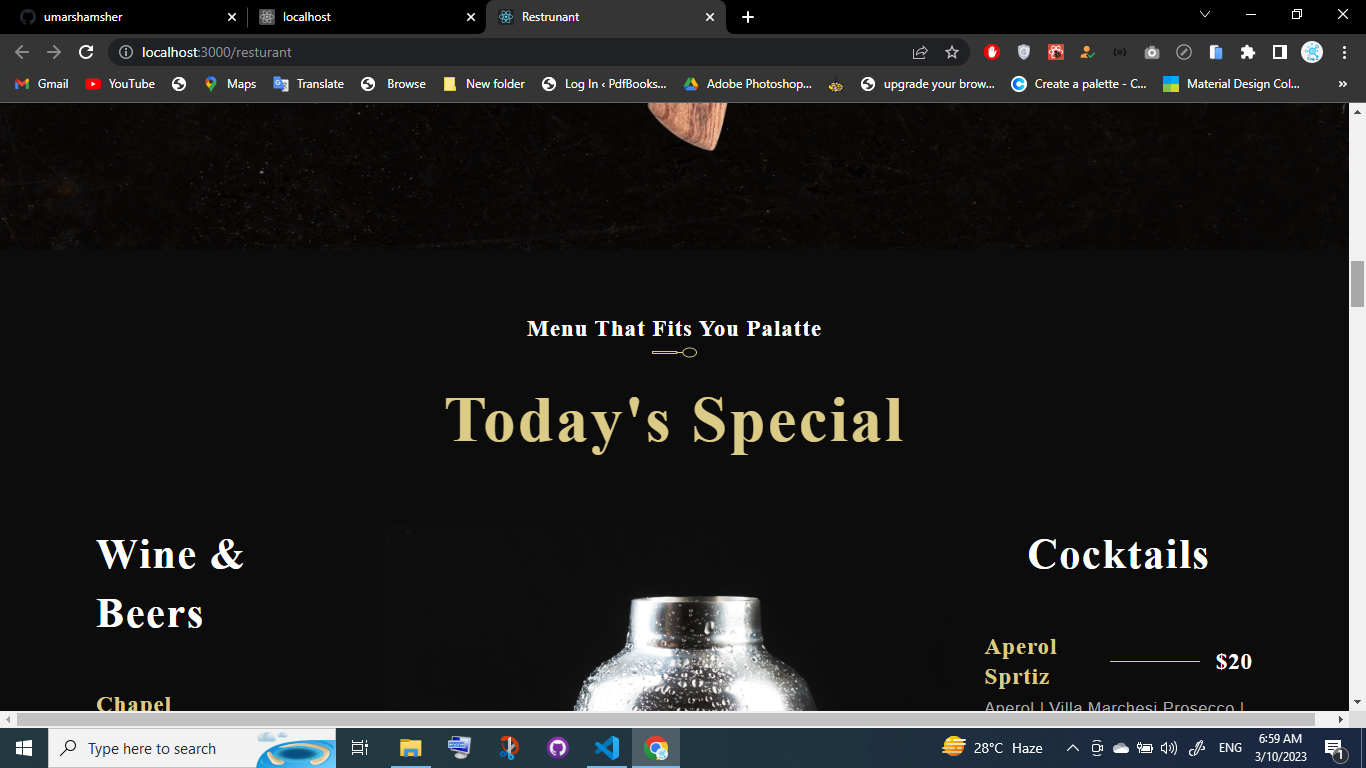 umarshamsher
localhost
Restrunant
localhost:3000/resturant
Gmail
YouTube
Maps
Translate
Browse
New folder
Log In ‹ PdfBooks...
Adobe Photoshop...
upgrade your brow...
Create a palette - C...
Material Design Col...
»
Menu That Fits You Palatte
Today's Special
Wine &
Beers
Chapel
Cocktails
Aperol
Sprtiz
$20
Aperol | Villa Marchesi Prosecco |
Type here to search
28°C Haze
ENG
6:59 AM
3/10/2023
1